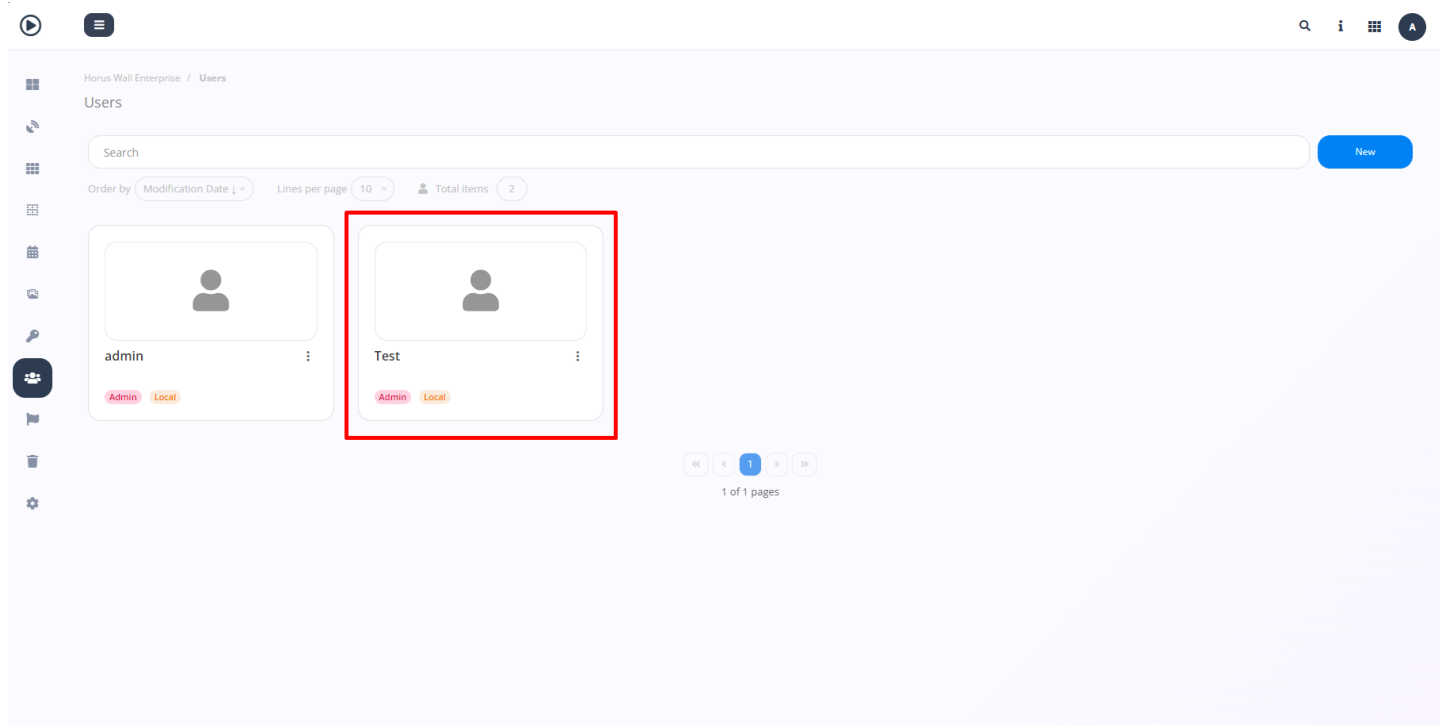 A
Horus Wall Enterprise / Users
Users
Search
New
Order by Modification Date ↓ Lines per page 10 Total items 2
admin
Test
Admin Local
Admin Local
« ‹ 1 › »
1 of 1 pages